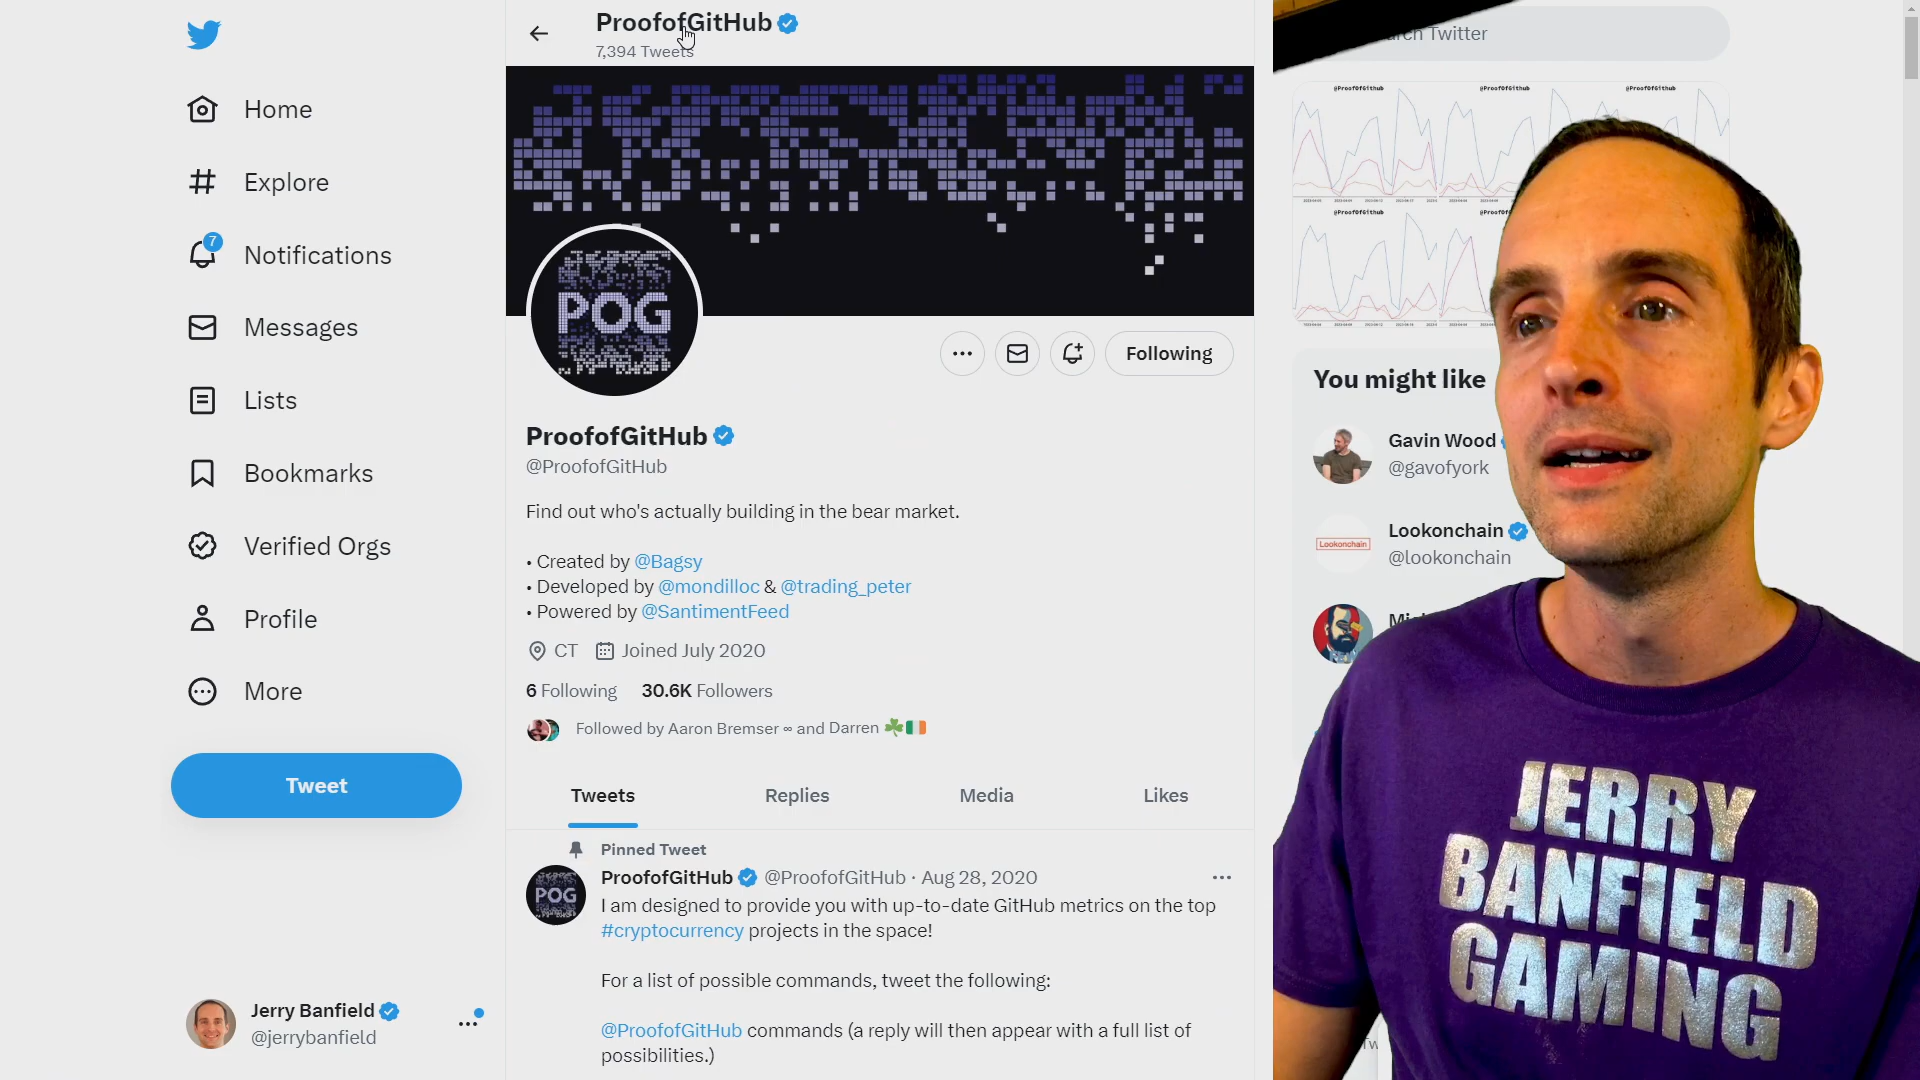 ProofofGitHub
7,394 Tweets
Home
Explore
7
Notifications
Messages
Lists
Bookmarks
Verified Orgs
Profile
More
Tweet
Jerry Banfield
@jerrybanfield
POG
Following
ProofofGitHub
@ProofofGitHub
Find out who's actually building in the bear market.
• Created by @Bagsy
• Developed by @mondilloc & @trading_peter
• Powered by @SantimentFeed
CT Joined July 2020
6 Following 30.6K Followers
Followed by Aaron Bremser ∞ and Darren ☘️🇮🇪
Tweets Replies Media Likes
Pinned Tweet
POG
ProofofGitHub @ProofofGitHub · Aug 28, 2020
I am designed to provide you with up-to-date GitHub metrics on the top
#cryptocurrency projects in the space!
For a list of possible commands, tweet the following:
@ProofofGitHub commands (a reply will then appear with a full list of
possibilities.)
Twitter
@ProofOfGithub @ProofOfGithub @ProofOfGithub
@ProofOfGithub
You might like
Gavin Wood
@gavofyork
Lookonchain
Lookonchain
@lookonchain
JERRY
BANFIELD
GAMING